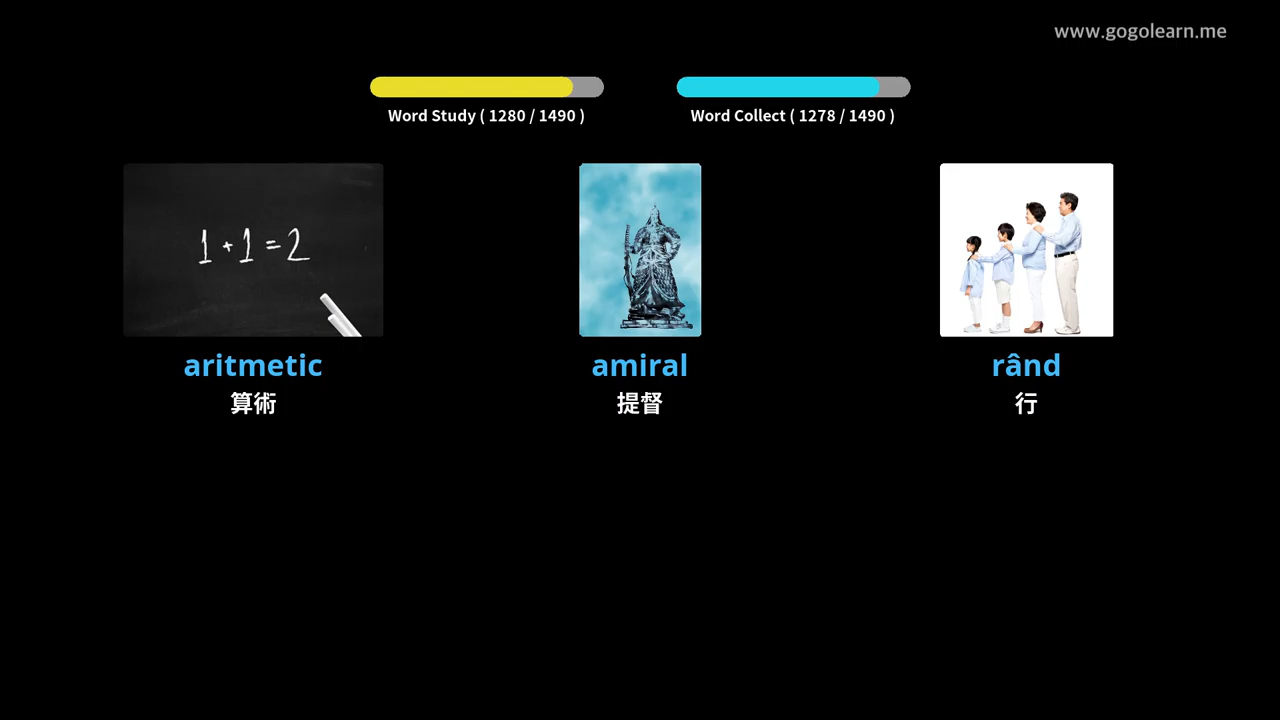 www.gogolearn.me
Word Study ( 1280 / 1490 )
Word Collect ( 1278 / 1490 )
1 + 1 = 2
aritmetic
算術
amiral
提督
rând
行